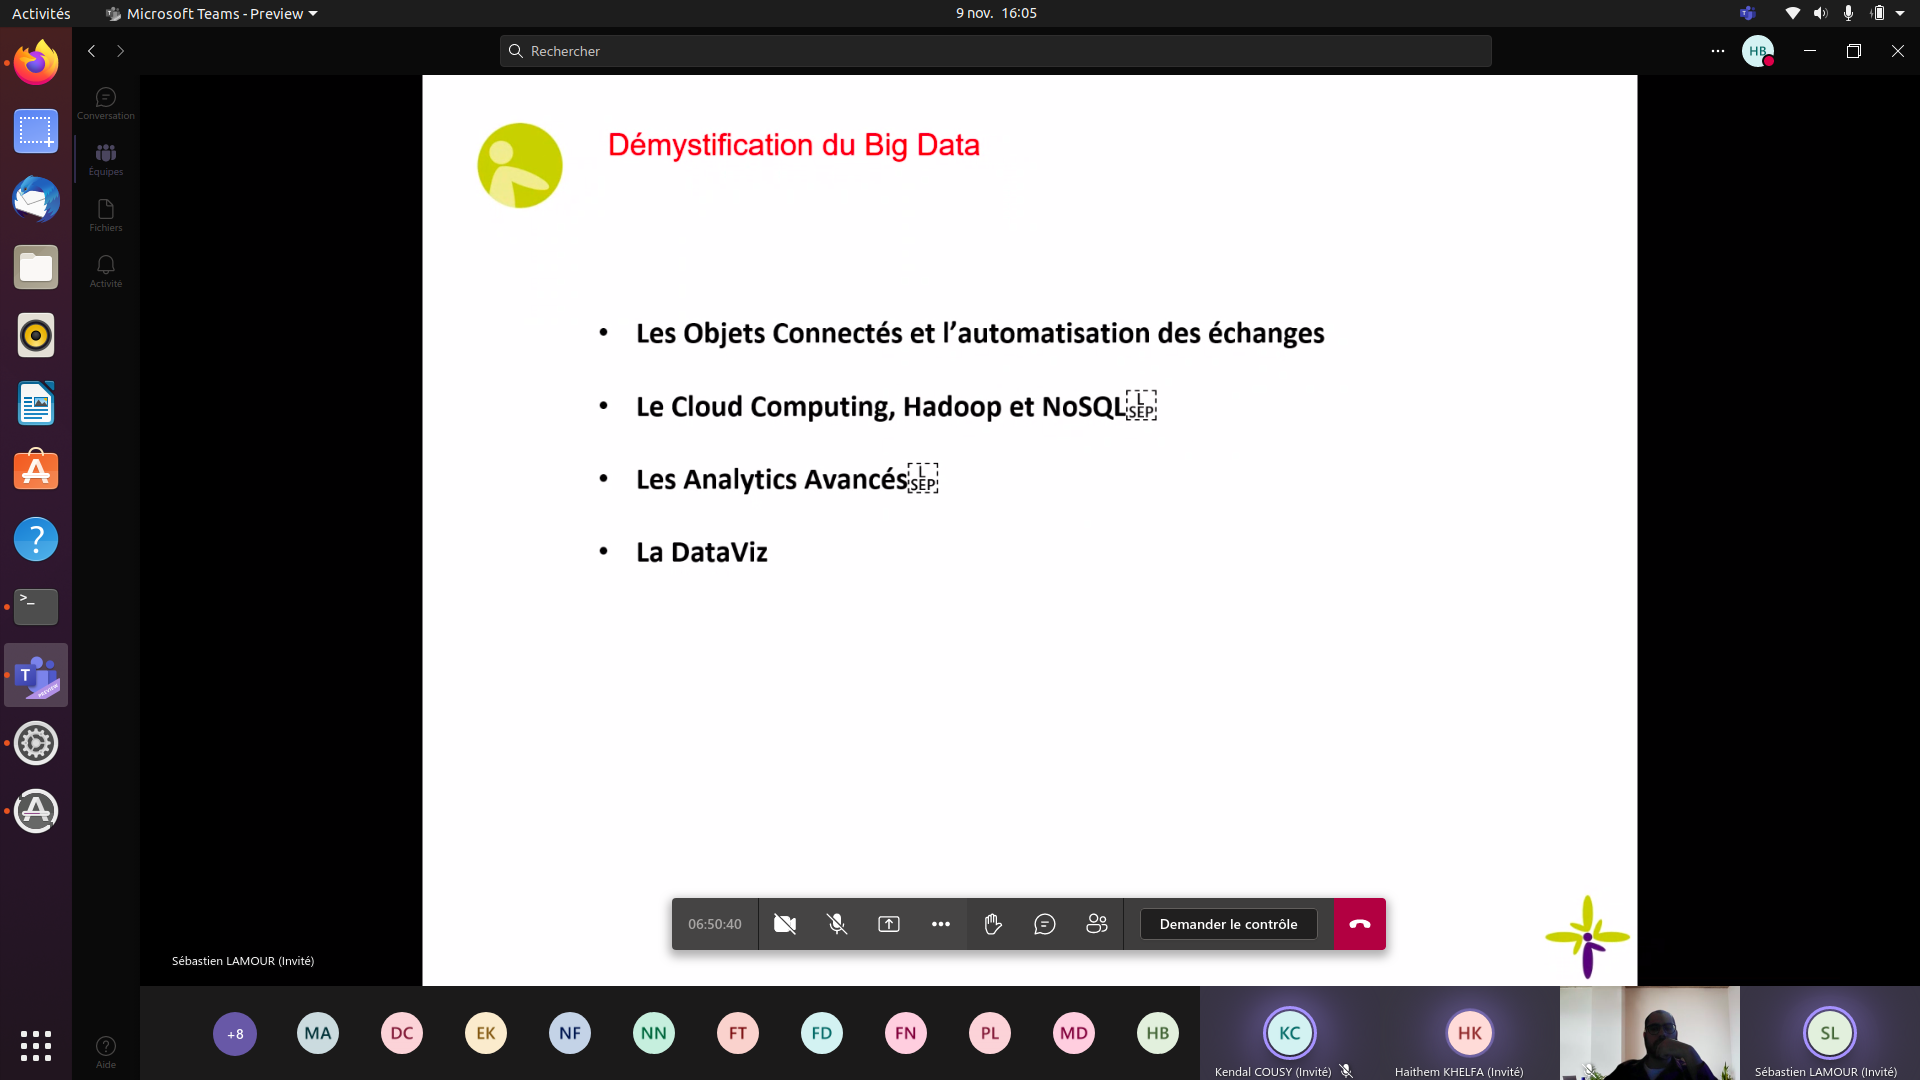 Activités
Microsoft Teams - Preview
9 nov. 16:05
Rechercher
HB
Conversation
Équipes
Fichiers
Activité
Démystification du Big Data
• Les Objets Connectés et l’automatisation des échanges
• Le Cloud Computing, Hadoop et NoSQL L SEP
• Les Analytics Avancés L SEP
• La DataViz
06:50:40
Demander le contrôle
Sébastien LAMOUR (Invité)
+8
MA
DC
EK
NF
NN
FT
FD
FN
PL
MD
HB
KC
HK
SL
Kendal COUSY (Invité)
Haithem KHELFA (Invité)
Sébastien LAMOUR (Invité)
Aide